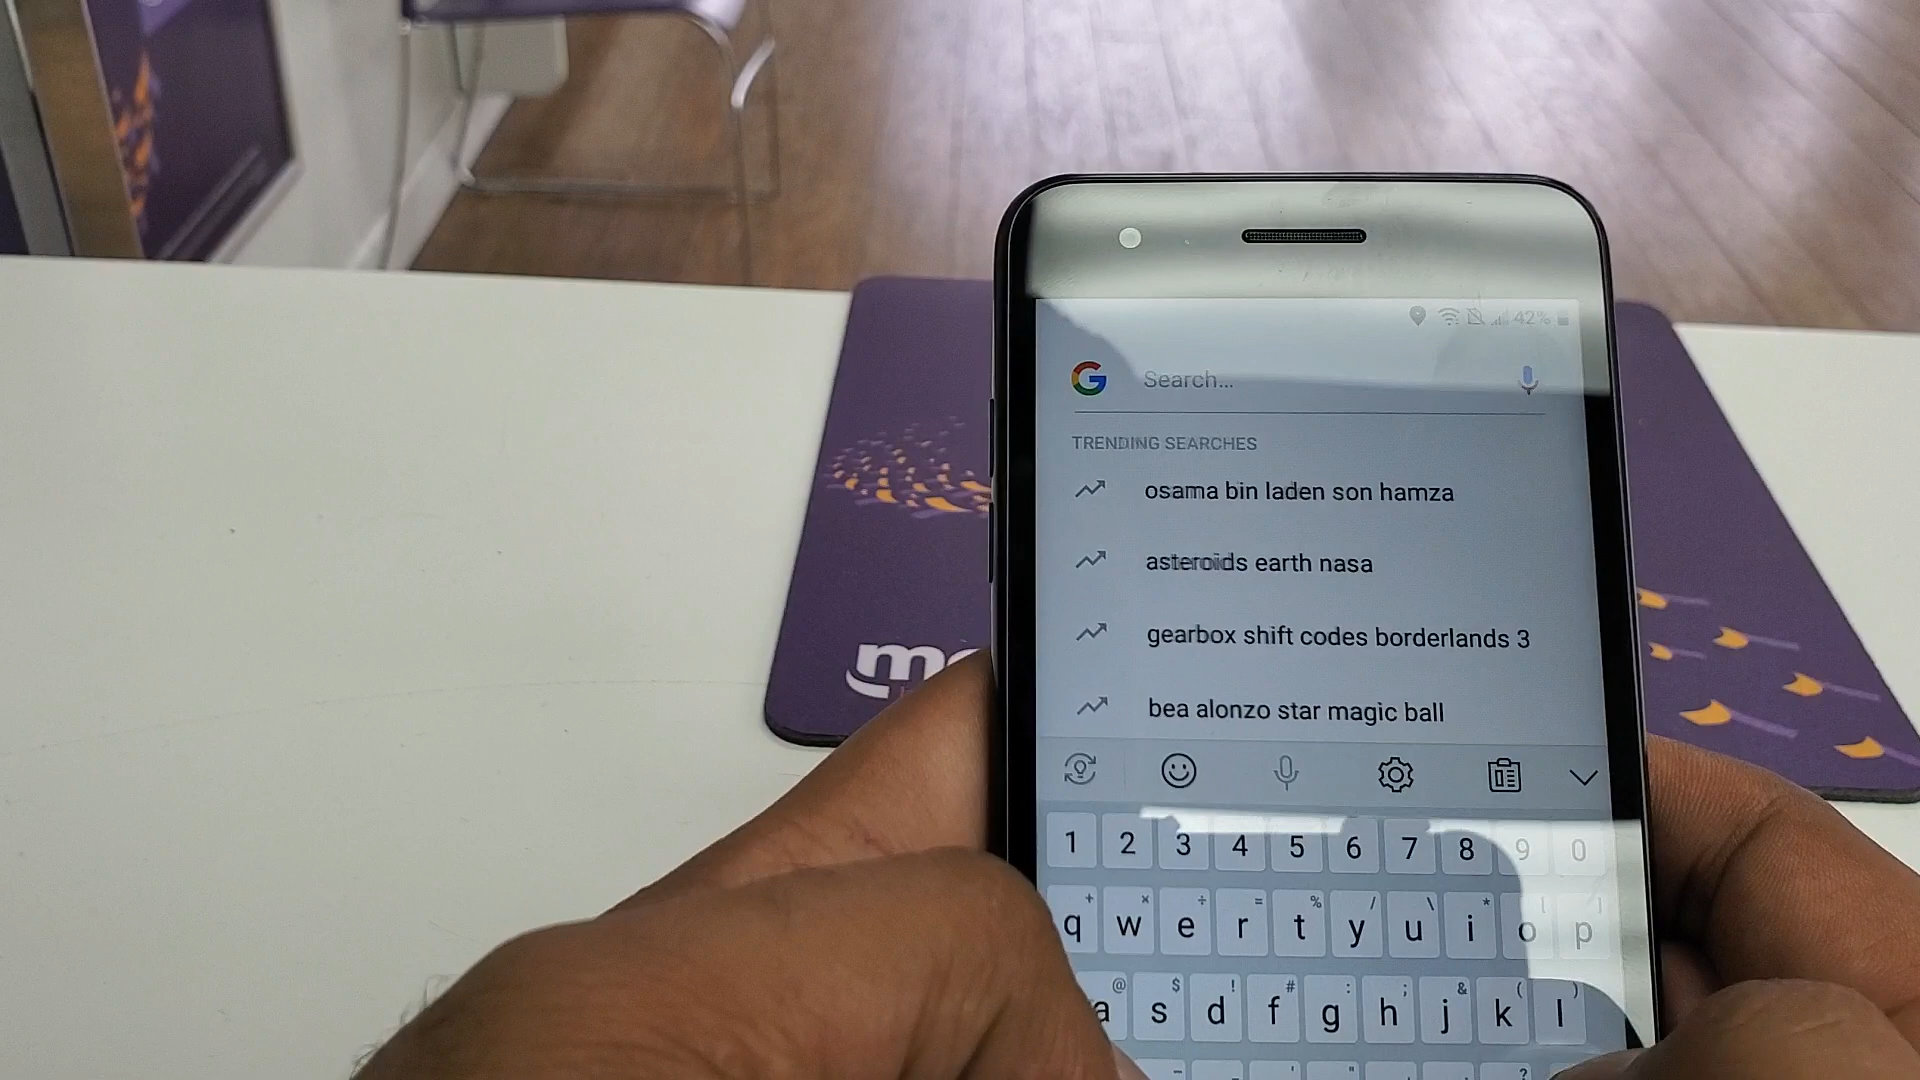 42%
G Search...
TRENDING SEARCHES
osama bin laden son hamza
asteroids earth nasa
gearbox shift codes borderlands 3
bea alonzo star magic ball
1 2 3 4 5 6 7 8 9 0
+ × ÷ = % / \ * [ ]
q w e r t y u i o p
@ $ ! # : ; & ( )
a s d f g h j k l
- ' " ?